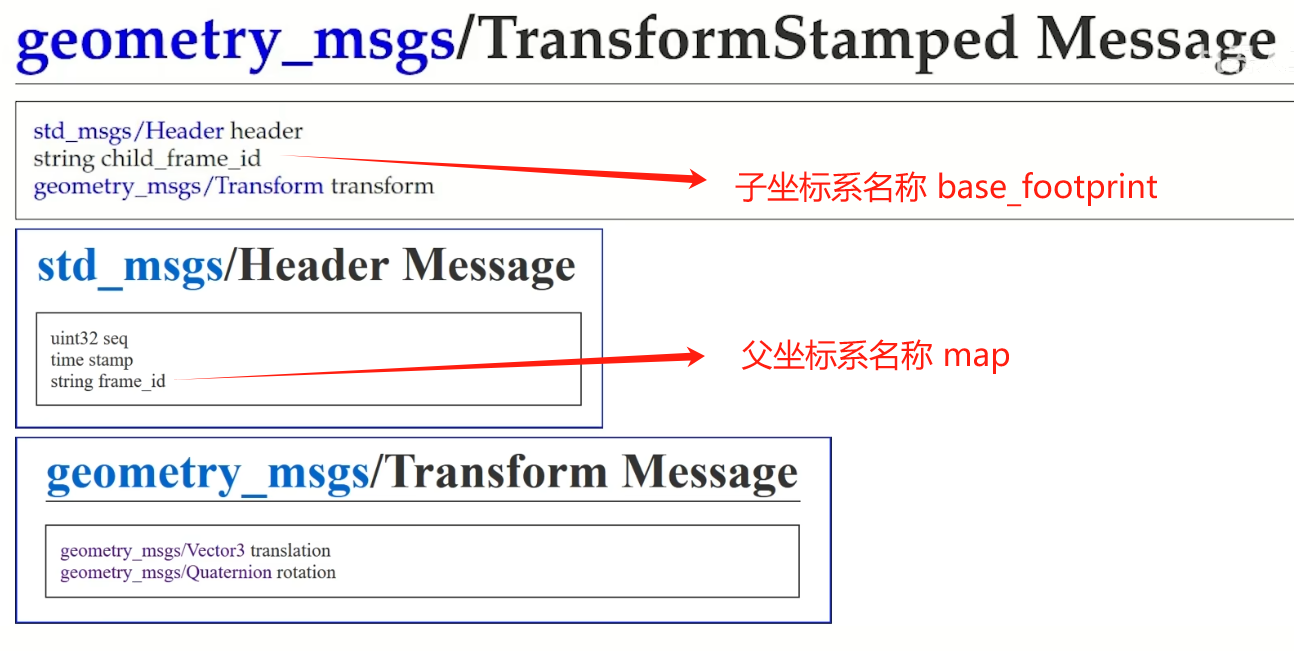 geometry_msgs/TransformStamped Message
std_msgs/Header header
string child_frame_id
geometry_msgs/Transform transform
子坐标系名称 base_footprint
std_msgs/Header Message
uint32 seq
time stamp
string frame_id
父坐标系名称 map
geometry_msgs/Transform Message
geometry_msgs/Vector3 translation
geometry_msgs/Quaternion rotation